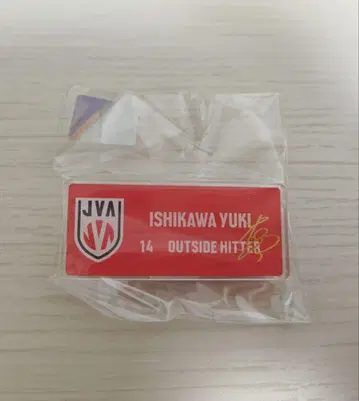 JVA
ISHIKAWA YUKI
14 OUTSIDE HITTER